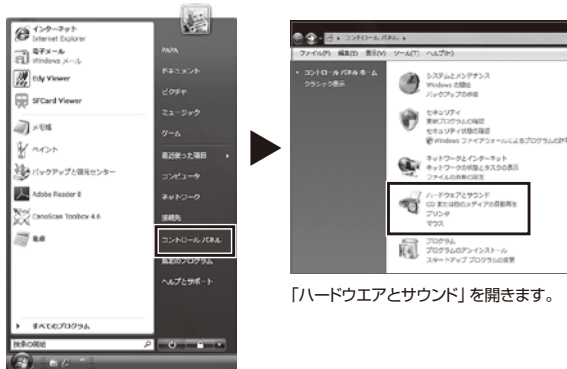 インターネット
Internet Explorer
電子メール
Windows メール
Edy Viewer
SFCard Viewer
メモ帳
ペイント
バックアップと復元センター
Adobe Reader 8
CanoScan Toolbox 4.6
電卓
すべてのプログラム
検索の開始
PAPA
ドキュメント
ピクチャ
ミュージック
ゲーム
最近使った項目
コンピュータ
ネットワーク
接続先
コントロール パネル
既定のプログラム
ヘルプとサポート
コントロール パネル
ファイル(F) 編集(E) 表示(V) ツール(T) ヘルプ(H)
コントロール パネル ホーム
クラシック表示
システムとメンテナンス
Windows の開始
バックアップの作成
セキュリティ
更新プログラムの確認
セキュリティ状態の確認
Windows ファイアウォールによるプログラムの許可
ネットワークとインターネット
ネットワークの状態とタスクの表示
ファイルの共有の設定
ハードウェアとサウンド
CD または他のメディアの自動再生
プリンタ
マウス
プログラム
プログラムのアンインストール
スタートアップ プログラムの変更
「ハードウエアとサウンド」を開きます。